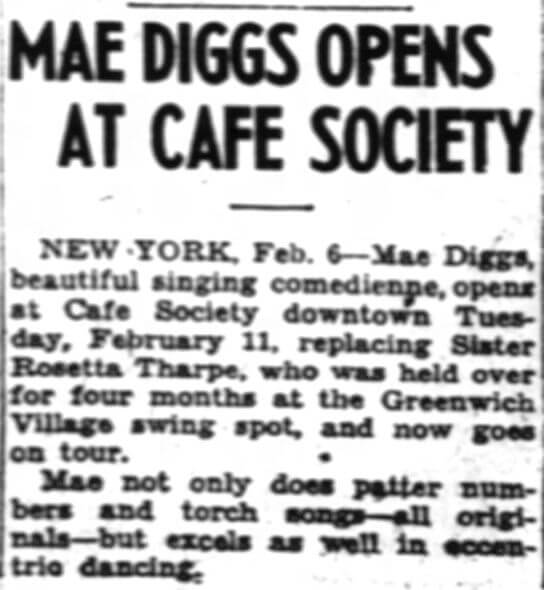 MAE DIGGS OPENS
AT CAFE SOCIETY
NEW YORK, Feb. 6—Mae Diggs,
beautiful singing comedienne, opens
at Cafe Society downtown Tues-
day, February 11, replacing Sister
Rosetta Tharpe, who was held over
for four months at the Greenwich
Village swing spot, and now goes
on tour.
Mae not only does patter num-
bers and torch songs—all origi-
nals—but excels as well in eccen-
tric dancing.